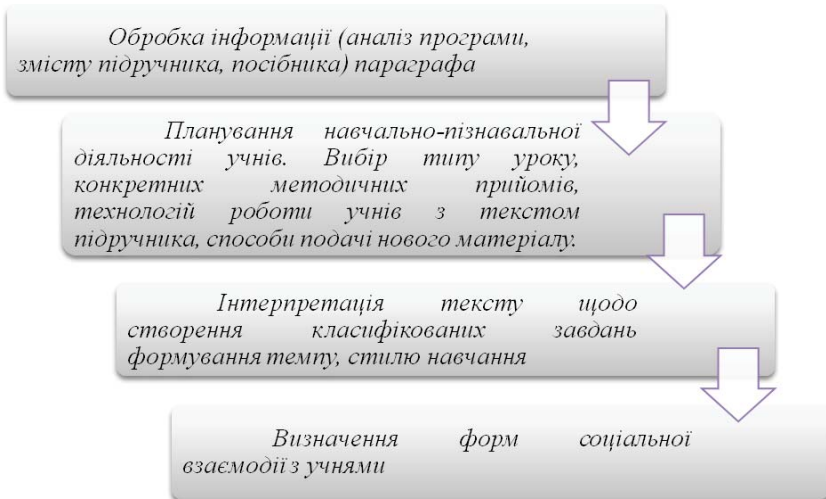 Обробка інформації (аналіз програми,
змісту підручника, посібника) параграфа
Планування навчально-пізнавальної
діяльності учнів. Вибір типу уроку,
конкретних методичних прийомів,
технологій роботи учнів з текстом
підручника, способи подачі нового матеріалу.
Інтерпретація тексту щодо
створення класифікованих завдань
формування темпу, стилю навчання
Визначення форм соціальної
взаємодії з учнями